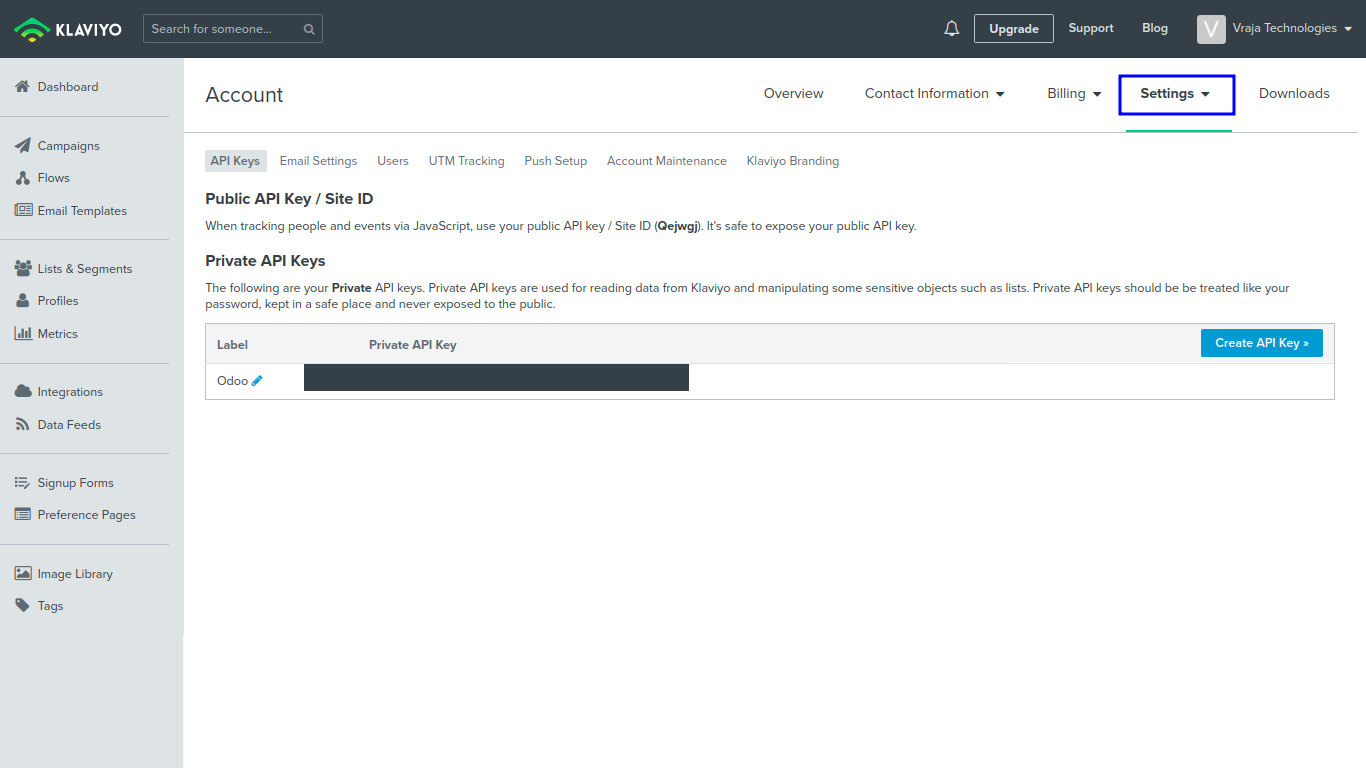 KLAVIYO
Search for someone...
Upgrade
Support
Blog
V
Vraja Technologies
Dashboard
Campaigns
Flows
Email Templates
Lists & Segments
Profiles
Metrics
Integrations
Data Feeds
Signup Forms
Preference Pages
Image Library
Tags
Account
Overview
Contact Information
Billing
Settings
Downloads
API Keys
Email Settings
Users
UTM Tracking
Push Setup
Account Maintenance
Klaviyo Branding
Public API Key / Site ID
When tracking people and events via JavaScript, use your public API key / Site ID (Qejwgj). It's safe to expose your public API key.
Private API Keys
The following are your Private API keys. Private API keys are used for reading data from Klaviyo and manipulating some sensitive objects such as lists. Private API keys should be be treated like your
password, kept in a safe place and never exposed to the public.
Label
Private API Key
Create API Key »
Odoo